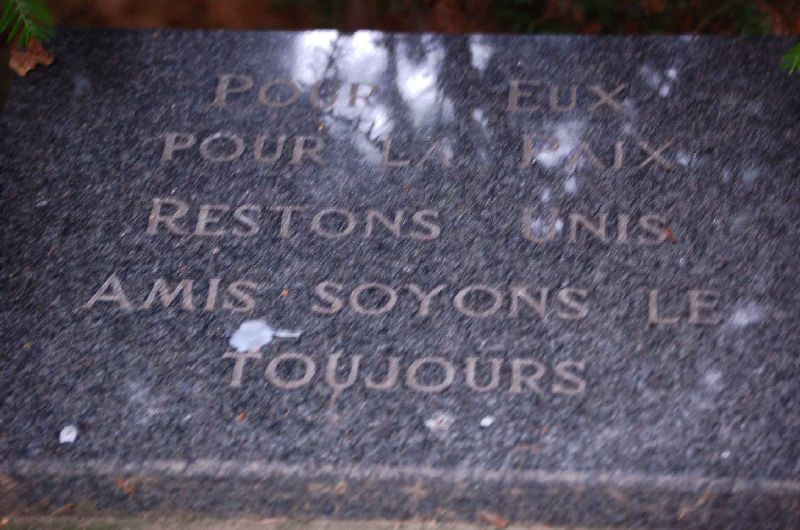 POUR EUX
POUR LA PAIX
RESTONS UNIS
AMIS SOYONS LE
TOUJOURS